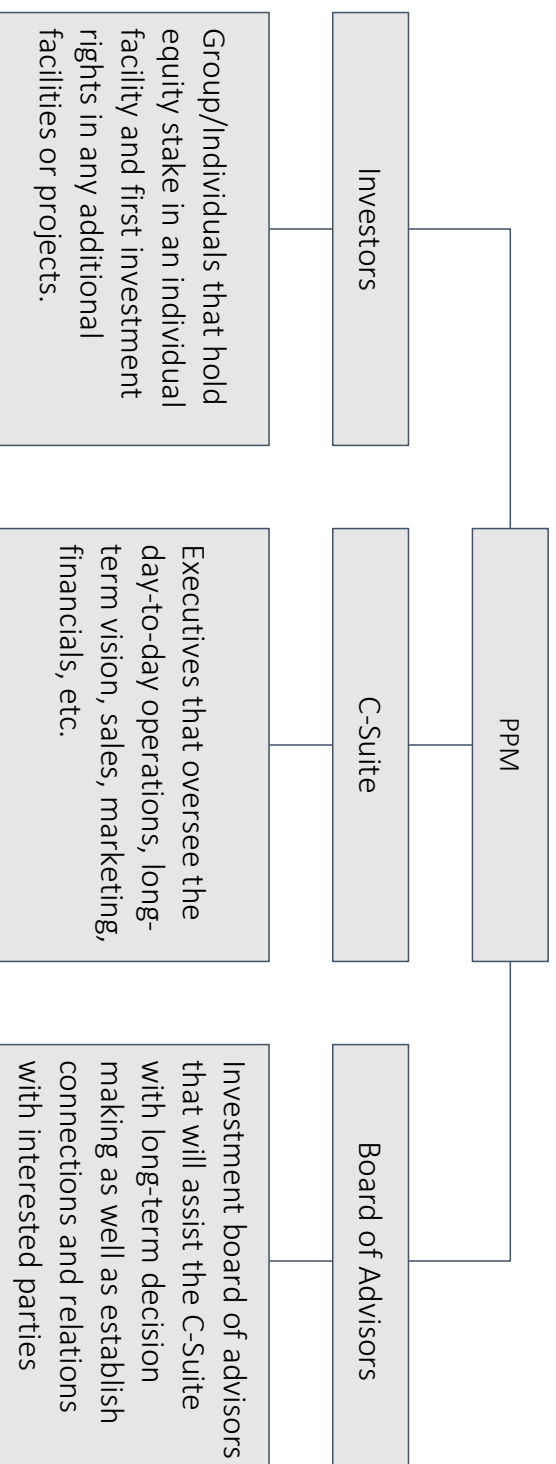 PPM
Investors
C-Suite
Board of Advisors
Group/Individuals that hold
equity stake in an individual
facility and first investment
rights in any additional
facilities or projects.
Executives that oversee the
day-to-day operations, long-
term vision, sales, marketing,
financials, etc.
Investment board of advisors
that will assist the C-Suite
with long-term decision
making as well as establish
connections and relations
with interested parties